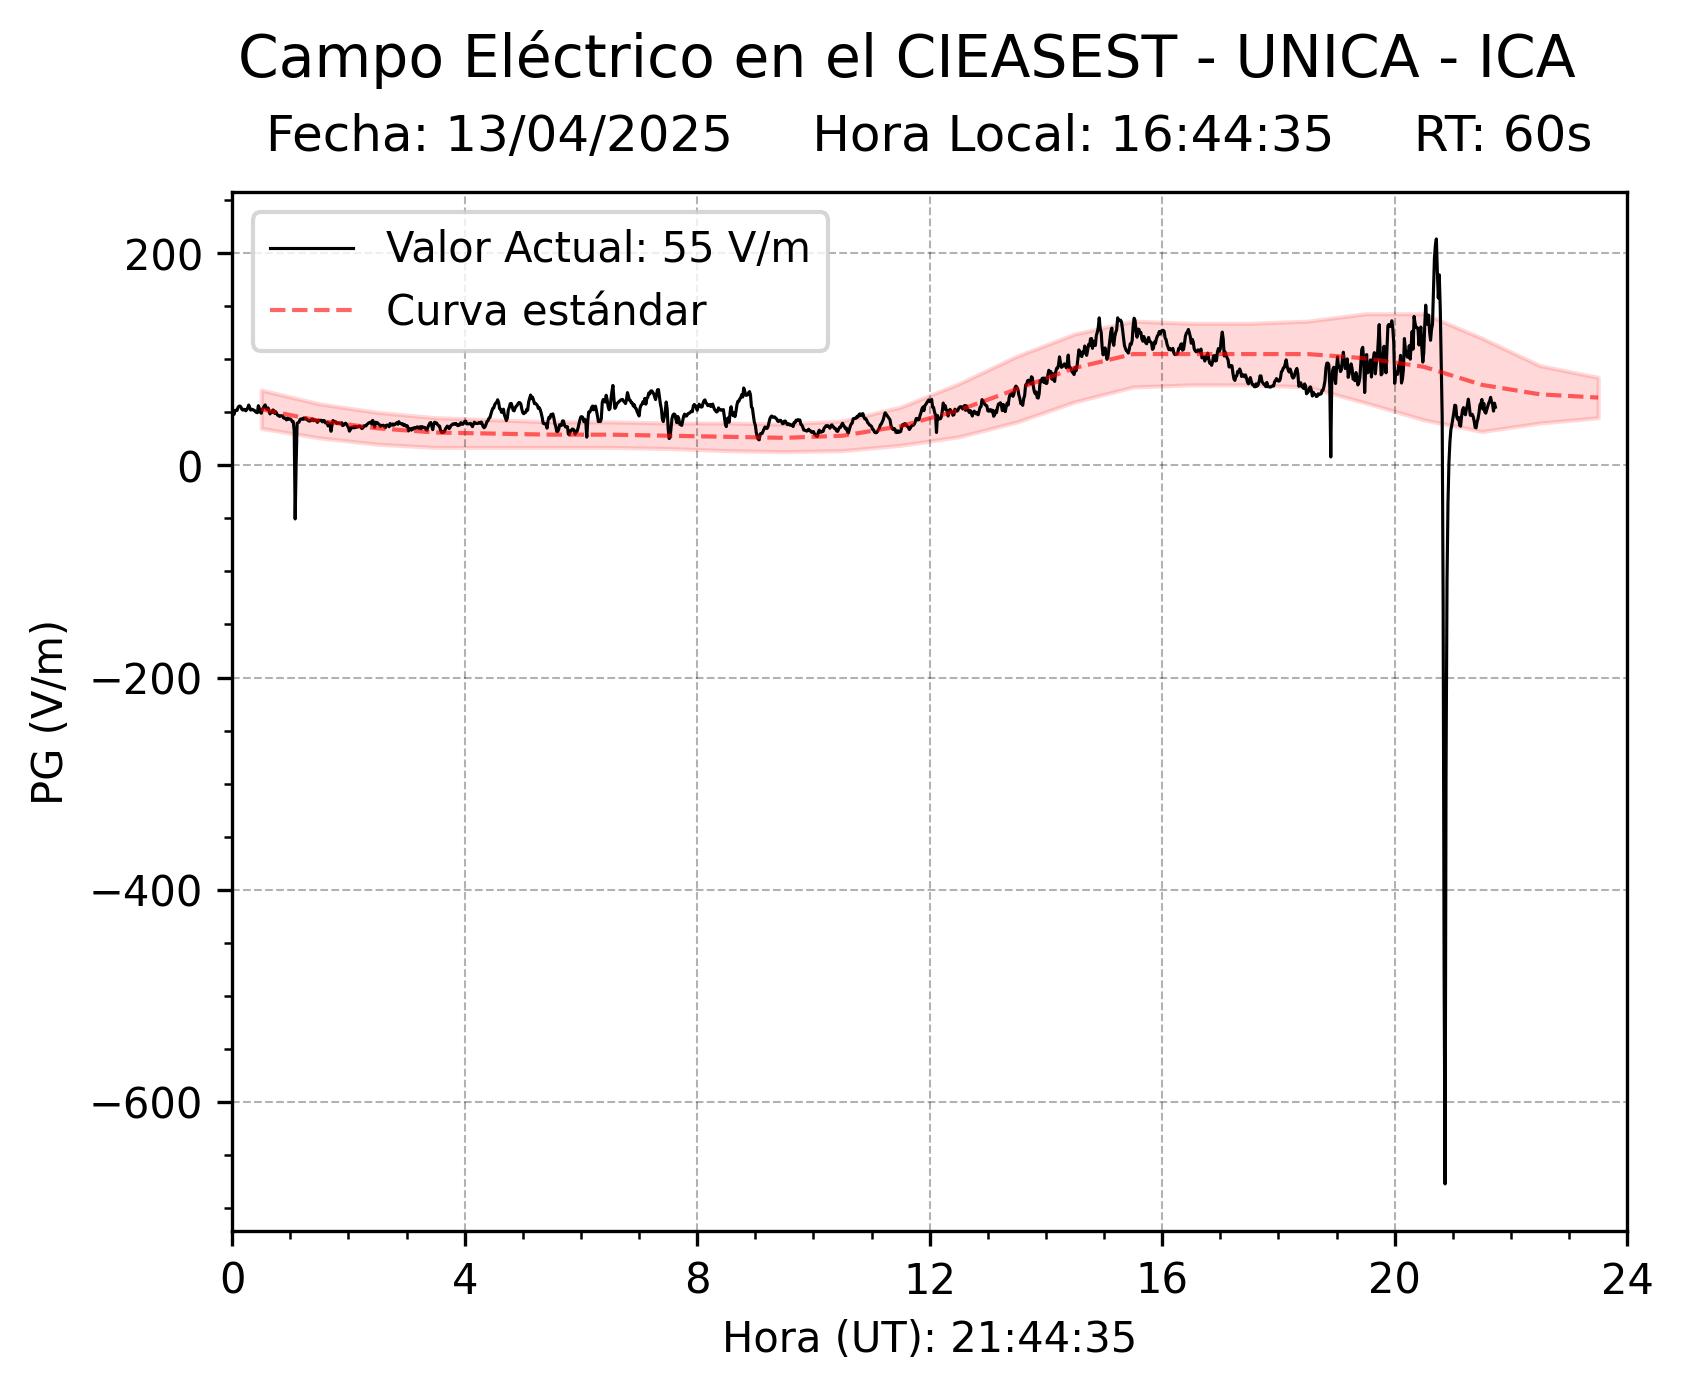 Campo Eléctrico en el CIEASEST - UNICA - ICA
Fecha: 13/04/2025 Hora Local: 16:44:35 RT: 60s
Valor Actual: 55 V/m
Curva estándar
PG (V/m)
200
0
−200
−400
−600
0 4 8 12 16 20 24
Hora (UT): 21:44:35